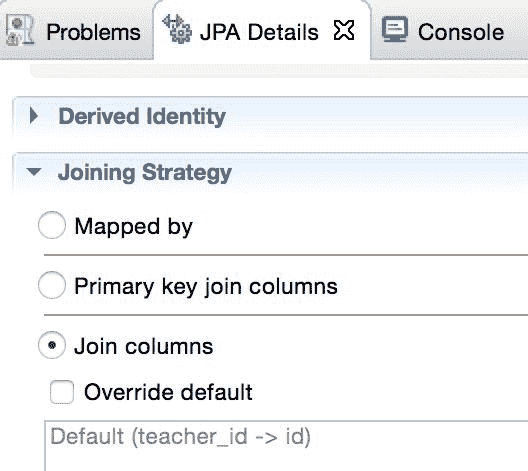 Problems JPA Details Console
Derived Identity
Joining Strategy
Mapped by
Primary key join columns
Join columns
Override default
Default (teacher_id -> id)